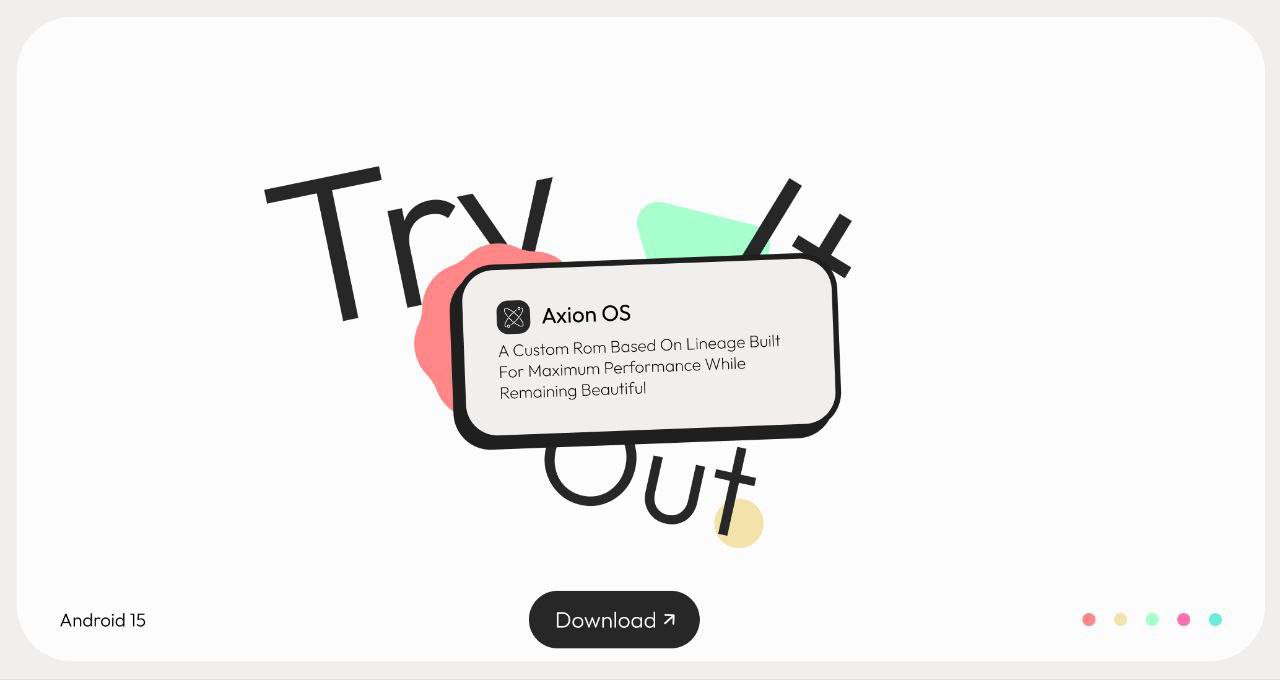 Try It
Axion OS
A Custom Rom Based On Lineage Built
For Maximum Performance While
Remaining Beautiful
Out
Android 15
Download